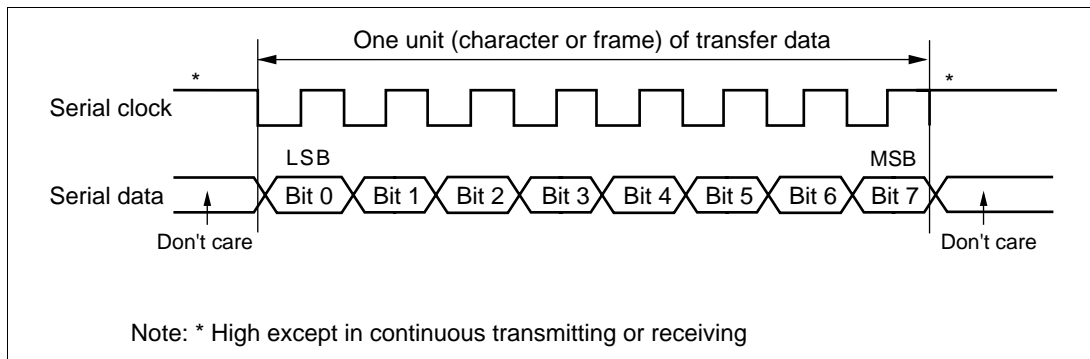 One unit (character or frame) of transfer data
* *
Serial clock
LSB MSB
Serial data Bit 0 Bit 1 Bit 2 Bit 3 Bit 4 Bit 5 Bit 6 Bit 7
Don't care Don't care
Note: * High except in continuous transmitting or receiving